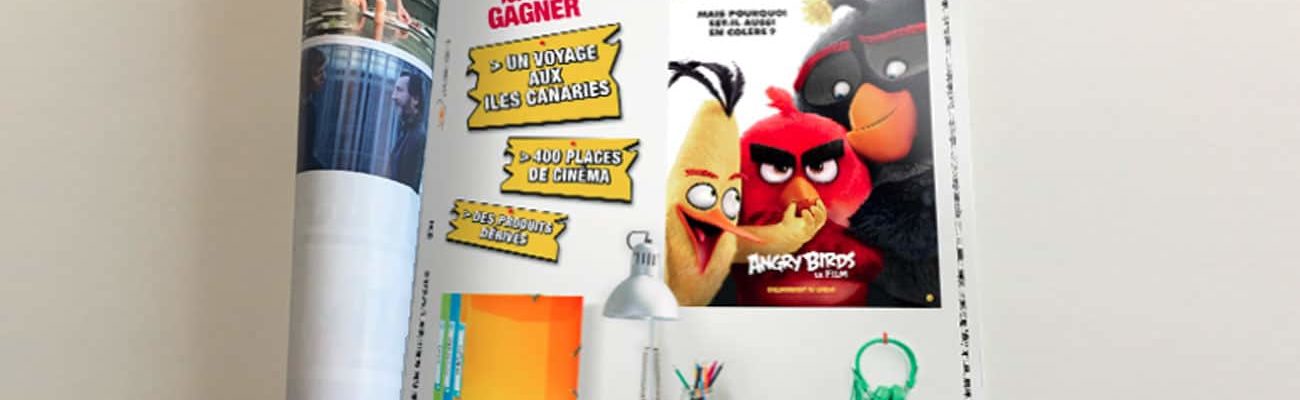 GAGNER
> UN VOYAGE
AUX
ILES CANARIES
> 400 PLACES
DE CINÉMA
> DES PRODUITS
DÉRIVÉS
MAIS POURQUOI
EST-IL AUSSI
EN COLÈRE ?
ANGRY BIRDS
LE FILM